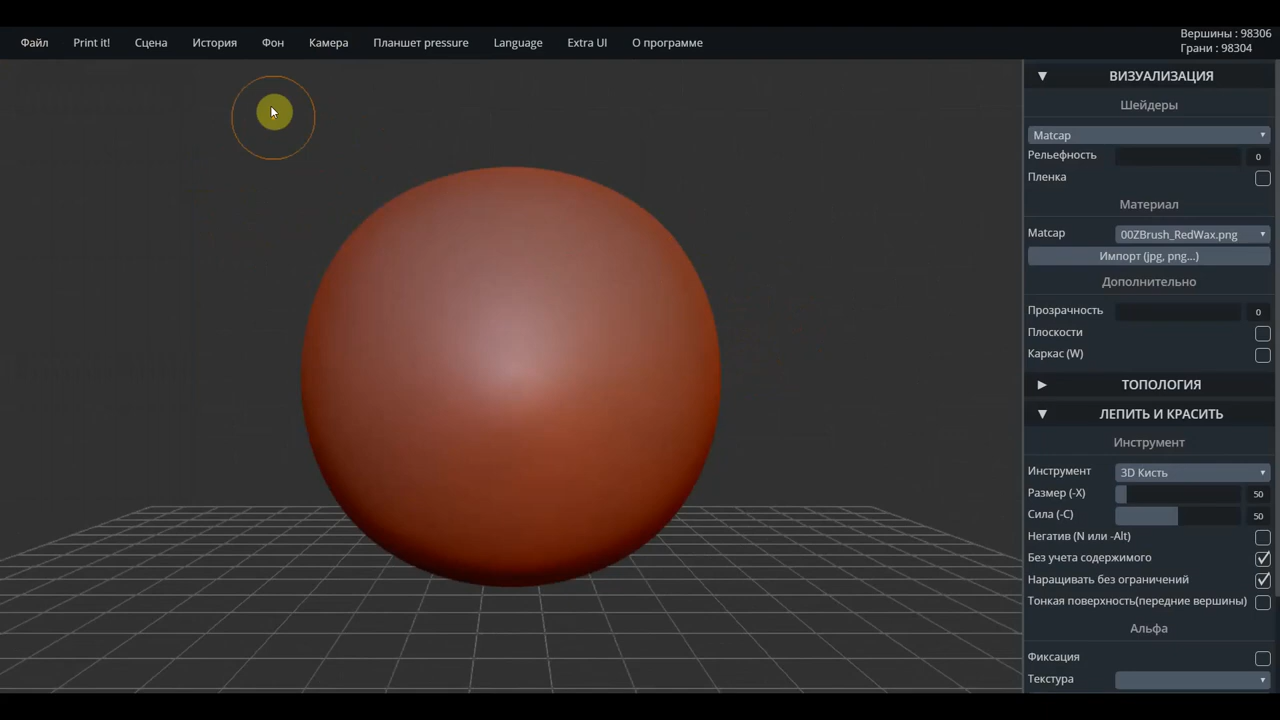 Файл Print it! Сцена История Фон Камера Планшет pressure Language Extra UI О программе
Вершины : 98306
Грани : 98304
▼ ВИЗУАЛИЗАЦИЯ
Шейдеры
Matcap
Рельефность 0
Пленка
Материал
Matcap 00ZBrush_RedWax.png
Импорт (jpg, png...)
Дополнительно
Прозрачность 0
Плоскости
Каркас (W)
▶ ТОПОЛОГИЯ
▼ ЛЕПИТЬ И КРАСИТЬ
Инструмент
Инструмент 3D Кисть
Размер (-X) 50
Сила (-C) 50
Негатив (N или -Alt)
Без учета содержимого
Наращивать без ограничений
Тонкая поверхность(передние вершины)
Альфа
Фиксация
Текстура